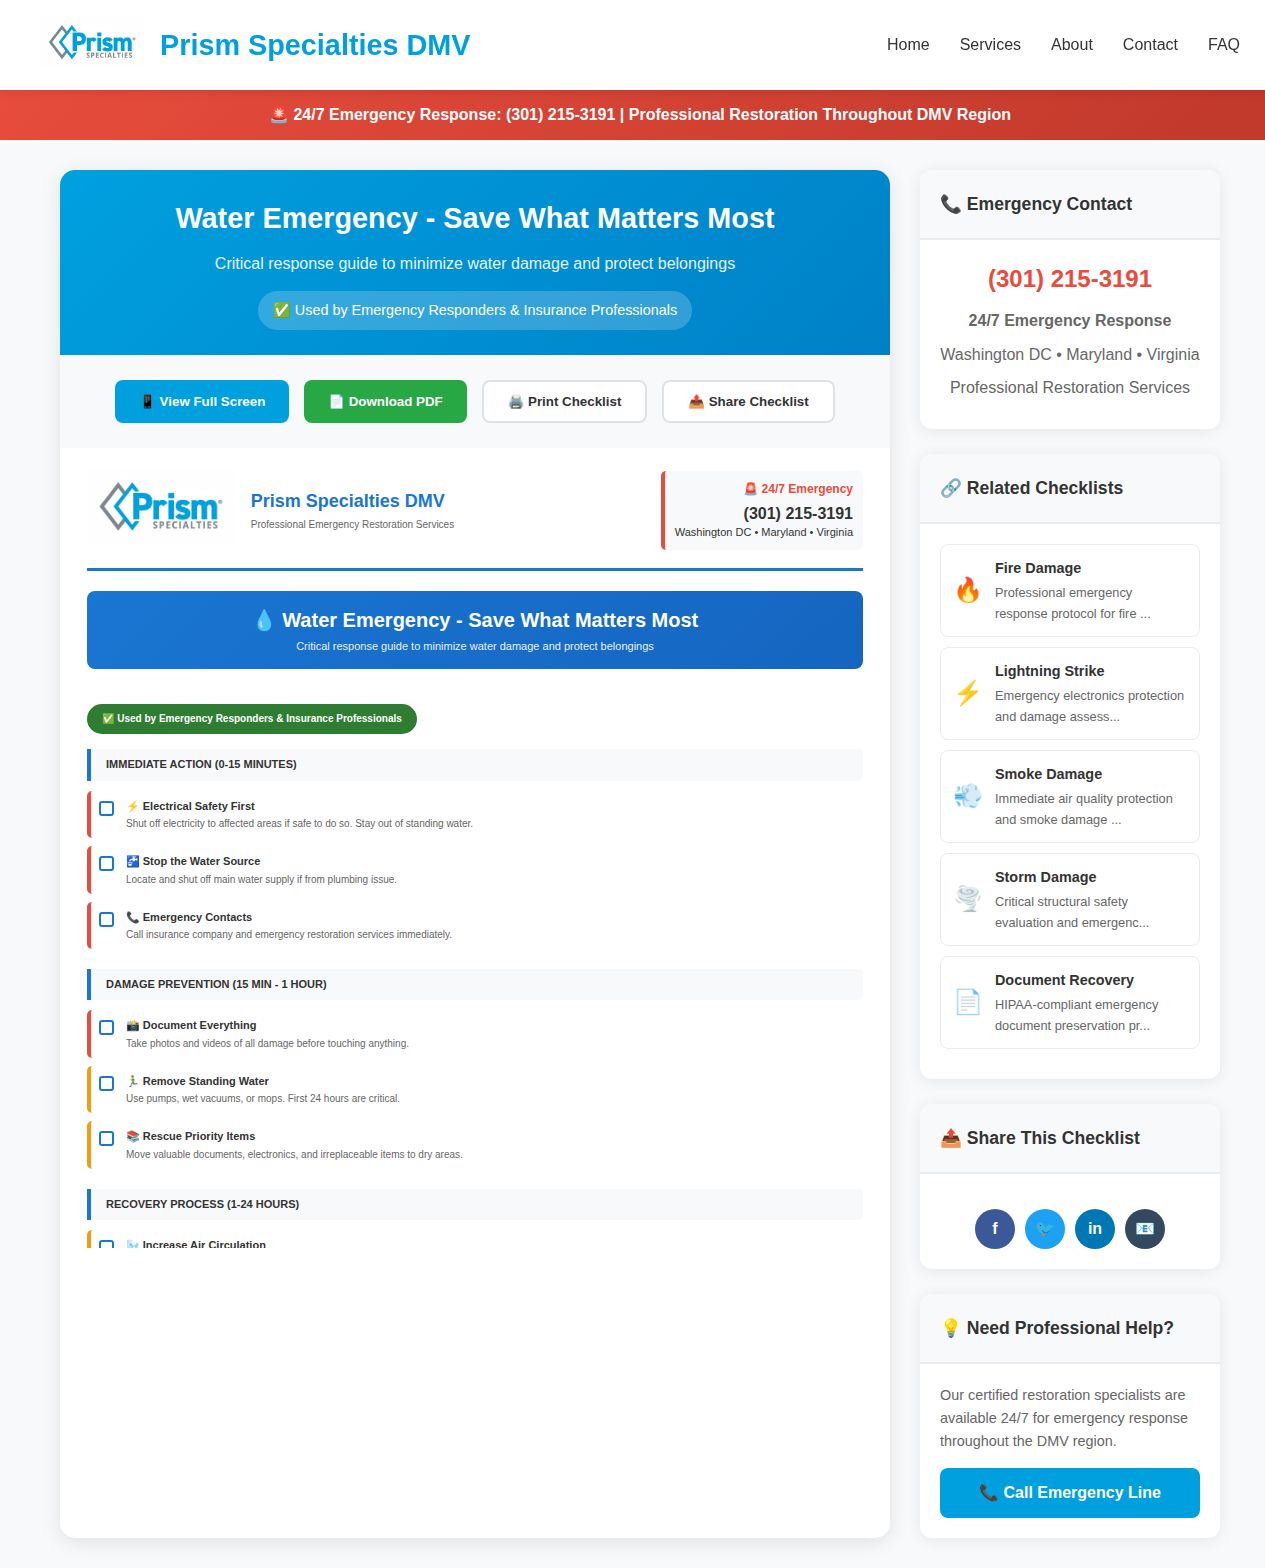 Prism
SPECIALTIES
Prism Specialties DMV
Home Services About Contact FAQ
🚨 24/7 Emergency Response: (301) 215-3191 | Professional Restoration Throughout DMV Region
Water Emergency - Save What Matters Most
Critical response guide to minimize water damage and protect belongings
✅ Used by Emergency Responders & Insurance Professionals
📱 View Full Screen
📄 Download PDF
🖨️ Print Checklist
📤 Share Checklist
Prism
SPECIALTIES
Prism Specialties DMV
Professional Emergency Restoration Services
🚨 24/7 Emergency
(301) 215-3191
Washington DC • Maryland • Virginia
💧 Water Emergency - Save What Matters Most
Critical response guide to minimize water damage and protect belongings
✅ Used by Emergency Responders & Insurance Professionals
IMMEDIATE ACTION (0-15 MINUTES)
⚡ Electrical Safety First
Shut off electricity to affected areas if safe to do so. Stay out of standing water.
🚰 Stop the Water Source
Locate and shut off main water supply if from plumbing issue.
📞 Emergency Contacts
Call insurance company and emergency restoration services immediately.
DAMAGE PREVENTION (15 MIN - 1 HOUR)
📸 Document Everything
Take photos and videos of all damage before touching anything.
🏃‍♂️ Remove Standing Water
Use pumps, wet vacuums, or mops. First 24 hours are critical.
📚 Rescue Priority Items
Move valuable documents, electronics, and irreplaceable items to dry areas.
RECOVERY PROCESS (1-24 HOURS)
🌬️ Increase Air Circulation
📞 Emergency Contact
(301) 215-3191
24/7 Emergency Response
Washington DC • Maryland • Virginia
Professional Restoration Services
🔗 Related Checklists
🔥 Fire Damage
Professional emergency
response protocol for fire ...
⚡ Lightning Strike
Emergency electronics protection
and damage assess...
💨 Smoke Damage
Immediate air quality protection
and smoke damage ...
🌪️ Storm Damage
Critical structural safety
evaluation and emergenc...
📄 Document Recovery
HIPAA-compliant emergency
document preservation pr...
📤 Share This Checklist
f 🐦 in 📧
💡 Need Professional Help?
Our certified restoration specialists are
available 24/7 for emergency response
throughout the DMV region.
📞 Call Emergency Line